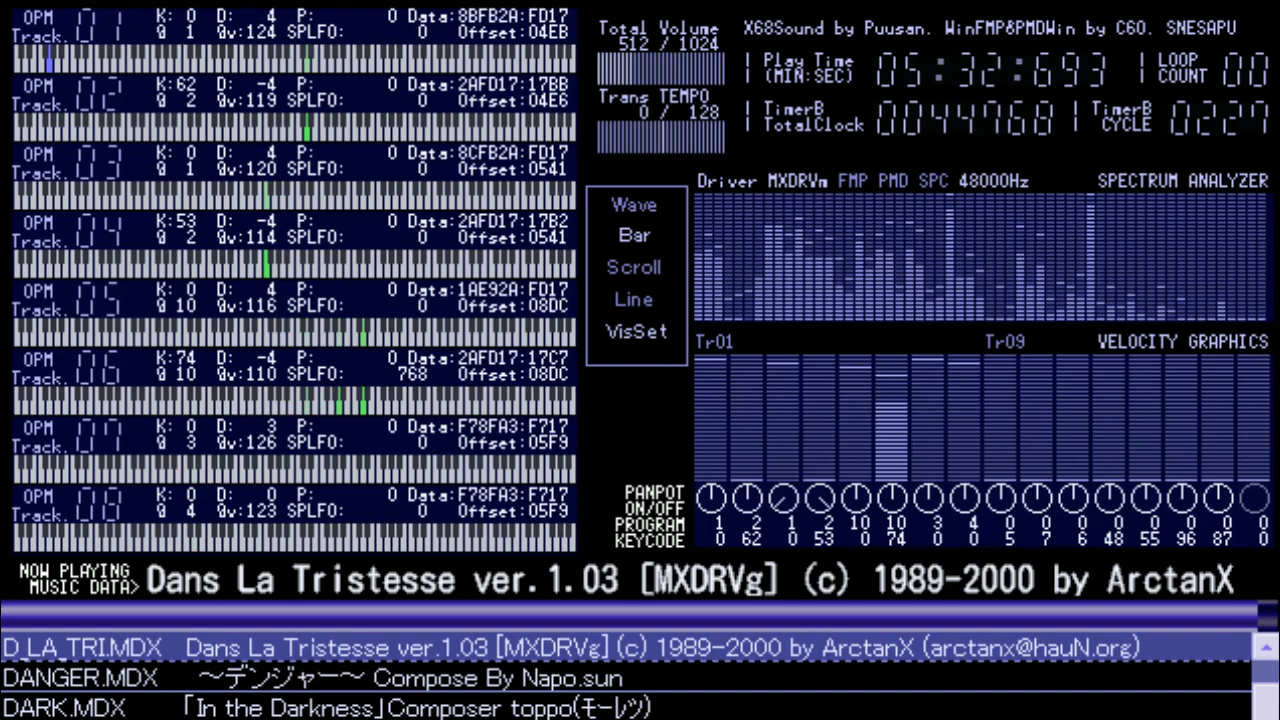 OPM Track. 01 K: 0 D: 4 P: 0 Data:8BFB2A:FD17
@ 1 @v:124 SPLFO: 0 Offset:04EB
OPM Track. 02 K:62 D: -4 P: 0 Data:2AFD17:17BB
@ 2 @v:119 SPLFO: 0 Offset:04E6
OPM Track. 03 K: 0 D: 4 P: 0 Data:8CFB2A:FD17
@ 1 @v:120 SPLFO: 0 Offset:0541
OPM Track. 04 K:53 D: -4 P: 0 Data:2AFD17:17B2
@ 2 @v:114 SPLFO: 0 Offset:0541
OPM Track. 05 K: 0 D: 4 P: 0 Data:1AE92A:FD17
@ 10 @v:116 SPLFO: 0 Offset:08DC
OPM Track. 06 K:74 D: -4 P: 0 Data:2AFD17:17C7
@ 10 @v:110 SPLFO: 768 Offset:08DC
OPM Track. 07 K: 0 D: 3 P: 0 Data:F78FA3:F717
@ 3 @v:126 SPLFO: 0 Offset:05F9
OPM Track. 08 K: 0 D: 0 P: 0 Data:F78FA3:F717
@ 4 @v:123 SPLFO: 0 Offset:05F9
Total Volume
512 / 1024
Trans TEMPO
0 / 128
X68Sound by Puusan. WinFMP&PMDWin by C60. SNESAPU
Play Time (MIN:SEC) 05:32:693 LOOP COUNT 00
TimerB TotalClock 0044768 TimerB CYCLE 0227
Wave
Bar
Scroll
Line
VisSet
Driver MXDRVm FMP PMD SPC 48000Hz SPECTRUM ANALYZER
Tr01 Tr09 VELOCITY GRAPHICS
PANPOT
ON/OFF
PROGRAM 1 2 1 2 10 10 3 4 0 0 0 0 0 0 0 0
KEYCODE 0 62 0 53 0 74 0 0 5 7 6 48 55 96 87 0
NOW PLAYING MUSIC DATA> Dans La Tristesse ver.1.03 [MXDRVg] (c) 1989-2000 by ArctanX
D_LA_TRI.MDX Dans La Tristesse ver.1.03 [MXDRVg] (c) 1989-2000 by ArctanX (arctanx@hauN.org)
DANGER.MDX ～デンジャー～ Compose By Napo.sun
DARK.MDX 「In the Darkness」Composer toppo(モーレツ)